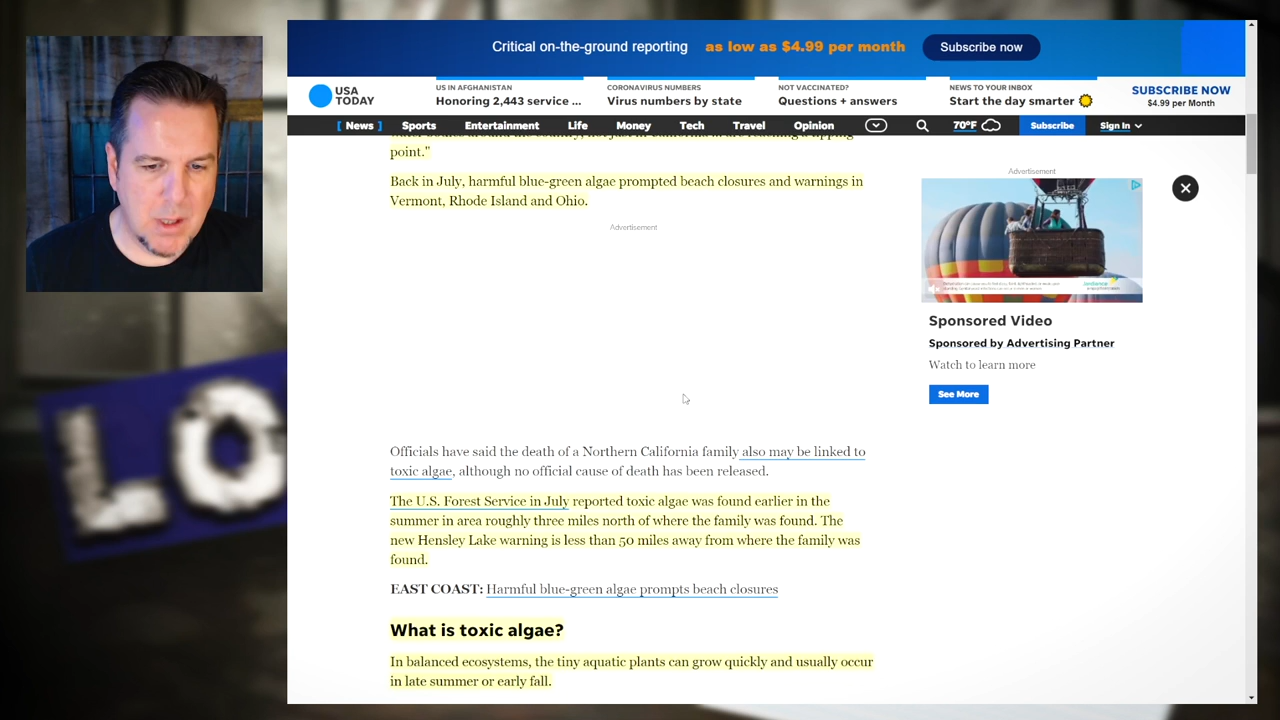 Critical on-the-ground reporting as low as $4.99 per month Subscribe now
USA
TODAY
US IN AFGHANISTAN
Honoring 2,443 service ...
CORONAVIRUS NUMBERS
Virus numbers by state
NOT VACCINATED?
Questions + answers
NEWS TO YOUR INBOX
Start the day smarter
SUBSCRIBE NOW
$4.99 per Month
[ News ] Sports Entertainment Life Money Tech Travel Opinion 70°F Subscribe Sign In
point."
Back in July, harmful blue-green algae prompted beach closures and warnings in
Vermont, Rhode Island and Ohio.
Advertisement
Advertisement
Sponsored Video
Sponsored by Advertising Partner
Watch to learn more
See More
Officials have said the death of a Northern California family also may be linked to
toxic algae, although no official cause of death has been released.
The U.S. Forest Service in July reported toxic algae was found earlier in the
summer in area roughly three miles north of where the family was found. The
new Hensley Lake warning is less than 50 miles away from where the family was
found.
EAST COAST: Harmful blue-green algae prompts beach closures
What is toxic algae?
In balanced ecosystems, the tiny aquatic plants can grow quickly and usually occur
in late summer or early fall.
LO